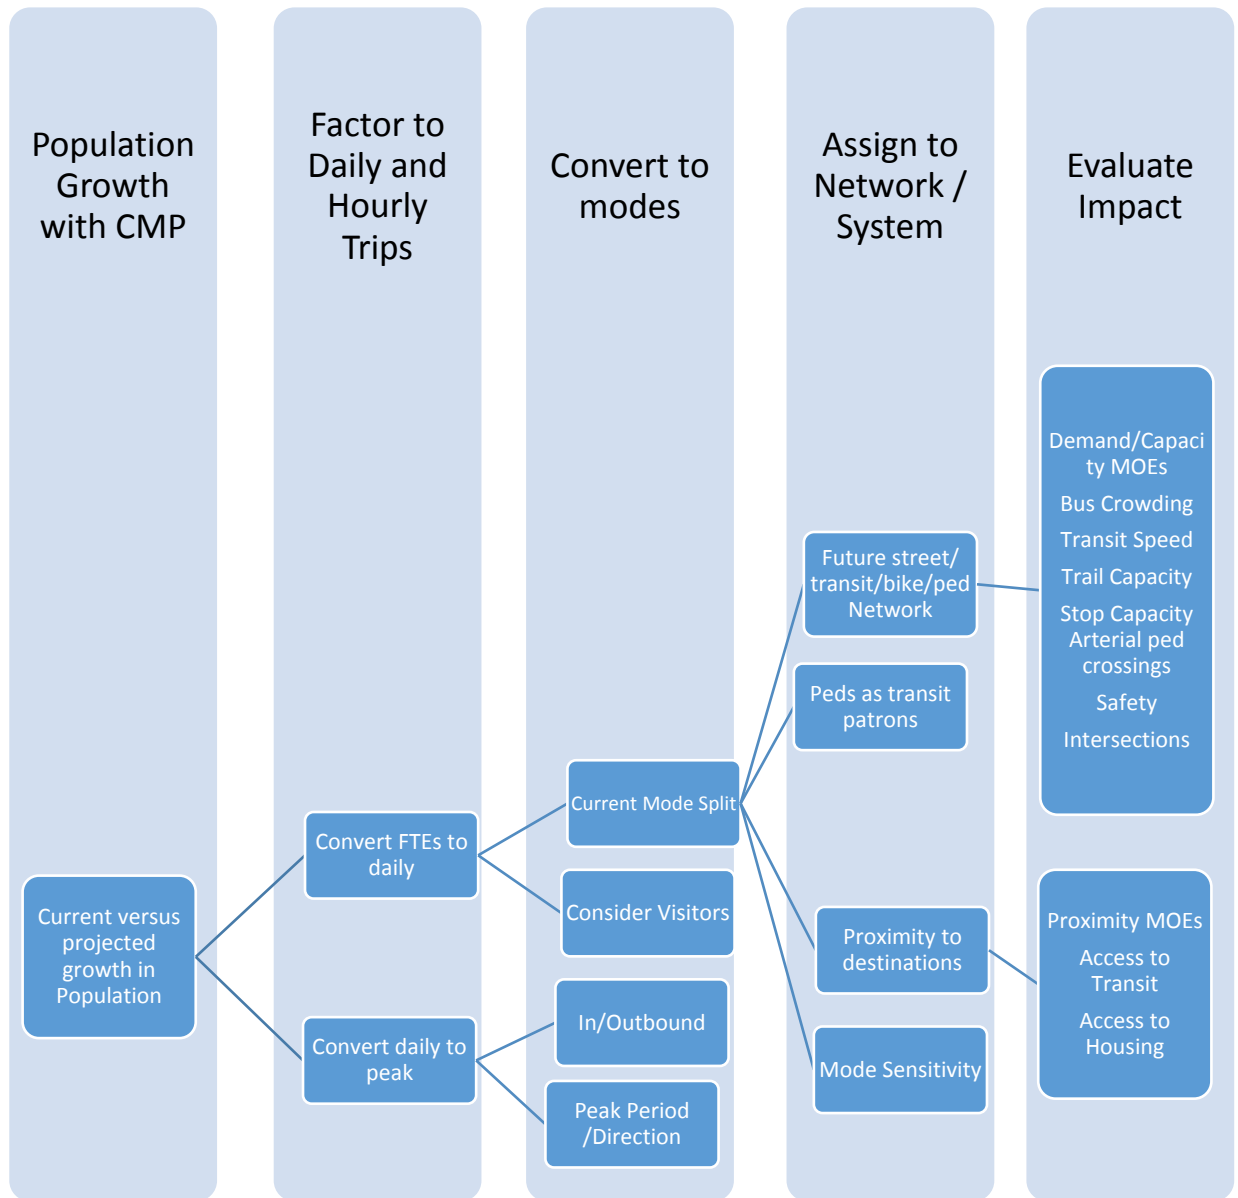 Population
Growth
with CMP
Current versus
projected
growth in
Population
Factor to
Daily and
Hourly
Trips
Convert FTEs to
daily
Convert daily to
peak
Convert to
modes
Current Mode Split
Consider Visitors
In/Outbound
Peak Period
/Direction
Assign to
Network /
System
Future street/
transit/bike/ped
Network
Peds as transit
patrons
Proximity to
destinations
Mode Sensitivity
Evaluate
Impact
Demand/Capaci
ty MOEs
Bus Crowding
Transit Speed
Trail Capacity
Stop Capacity
Arterial ped
crossings
Safety
Intersections
Proximity MOEs
Access to
Transit
Access to
Housing